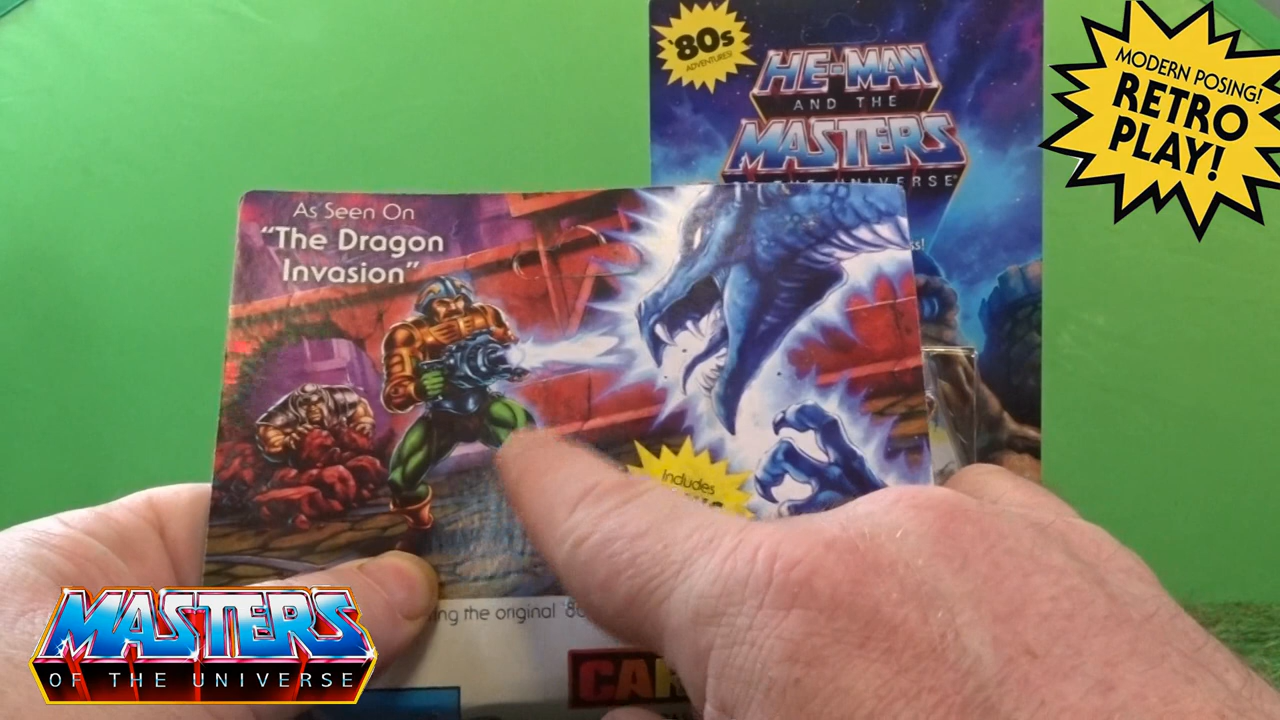 '80s
ADVENTURES!
HE-MAN
AND THE
MASTERS
UNIVERSE
MODERN POSING!
RETRO
PLAY!
As Seen On
"The Dragon
Invasion"
Includes
ing the original '80
MASTERS
OF THE UNIVERSE